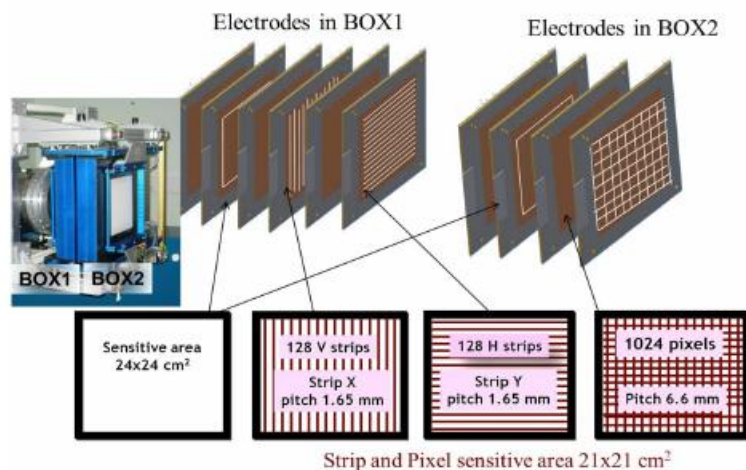 Electrodes in BOX1
Electrodes in BOX2
BOX1 BOX2
Sensitive area
24x24 cm²
128 V strips
Strip X
pitch 1.65 mm
128 H strips
Strip Y
pitch 1.65 mm
1024 pixels
Pitch 6.6 mm
Strip and Pixel sensitive area 21x21 cm²